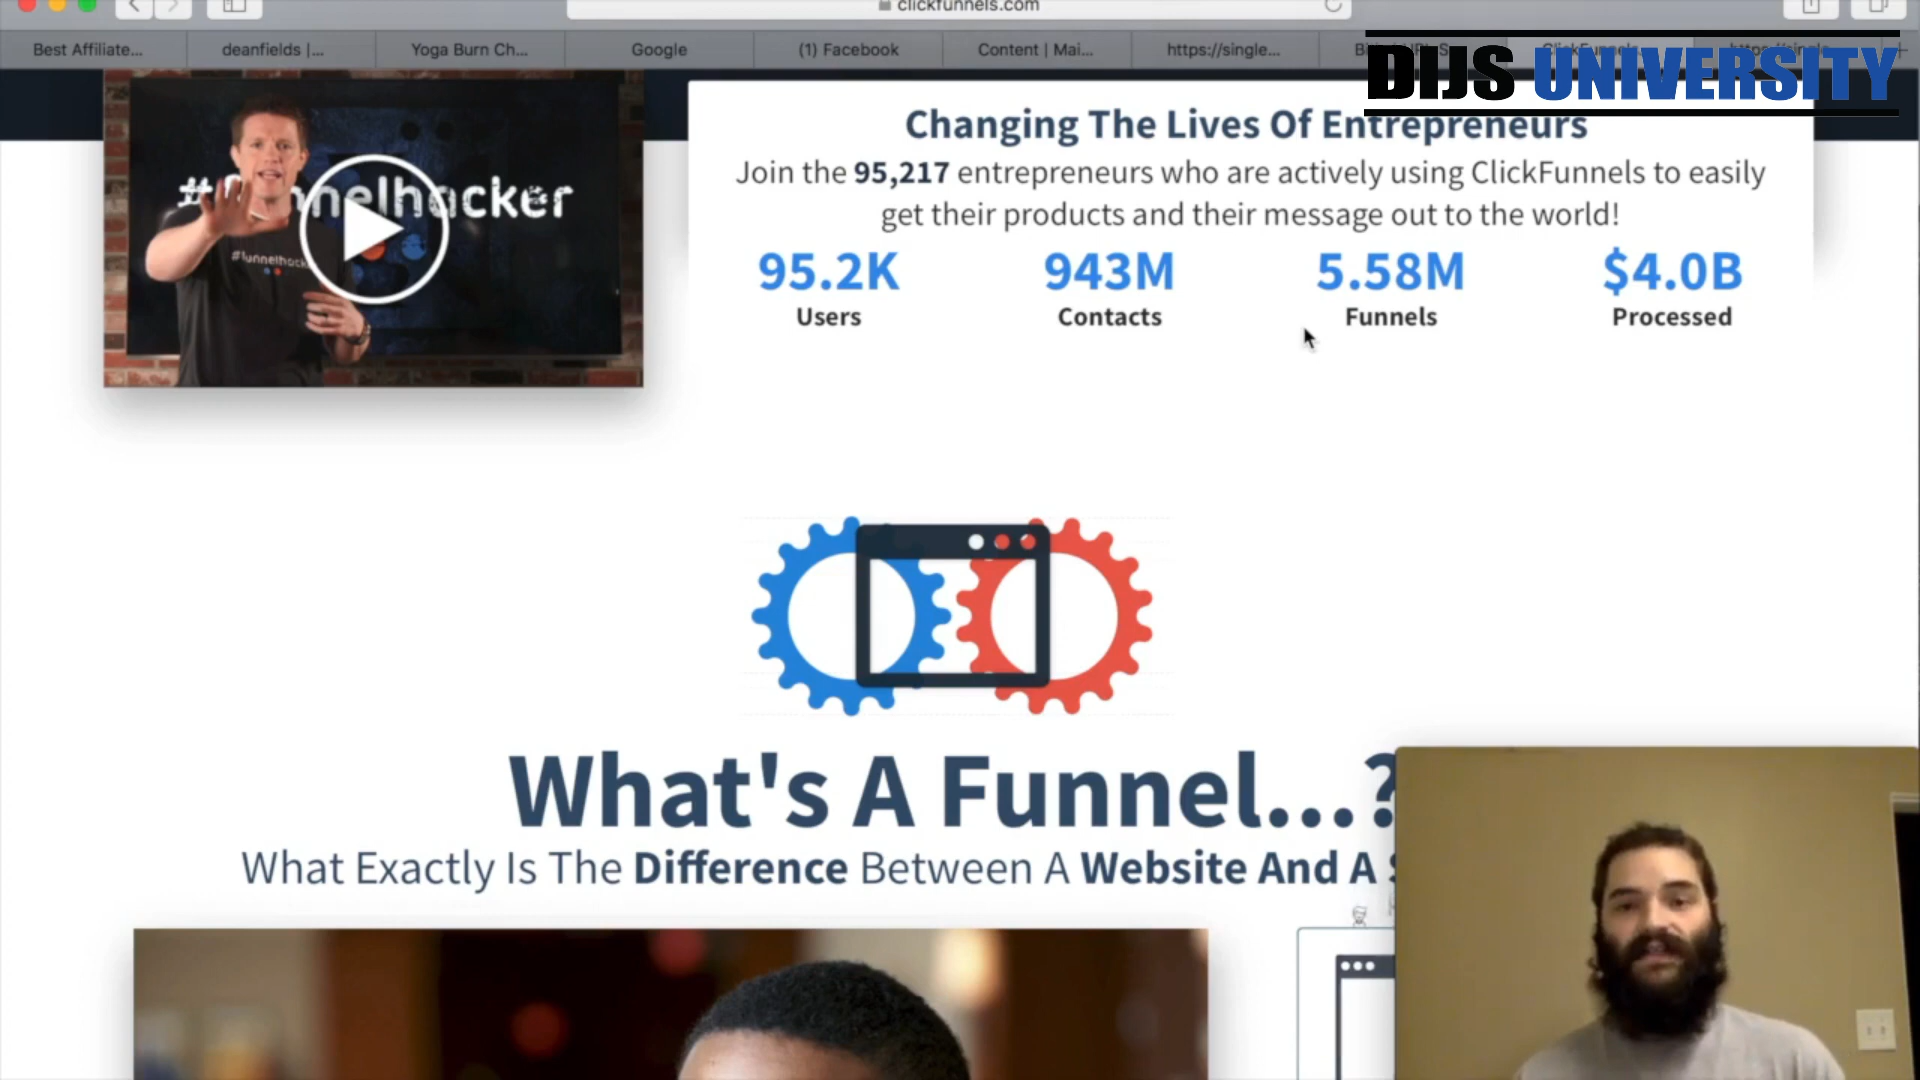 clickfunnels.com
Best Affiliate...
deanfields |...
Yoga Burn Ch...
Google
(1) Facebook
Content | Mai...
https://single...
DIJS UNIVERSITY
#funnelhacker
Changing The Lives Of Entrepreneurs
Join the 95,217 entrepreneurs who are actively using ClickFunnels to easily
get their products and their message out to the world!
95.2K 943M 5.58M $4.0B
Users Contacts Funnels Processed
What's A Funnel...?
What Exactly Is The Difference Between A Website And A